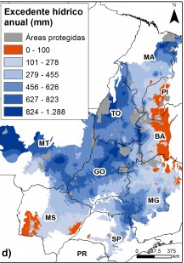 Excedente hídrico
anual (mm)
Áreas protegidas
0 - 100
101 - 278
279 - 455
456 - 626
627 - 823
824 - 1.288
MA
PI
TO
BA
MT
GO
MG
MS
SP
PR
d)